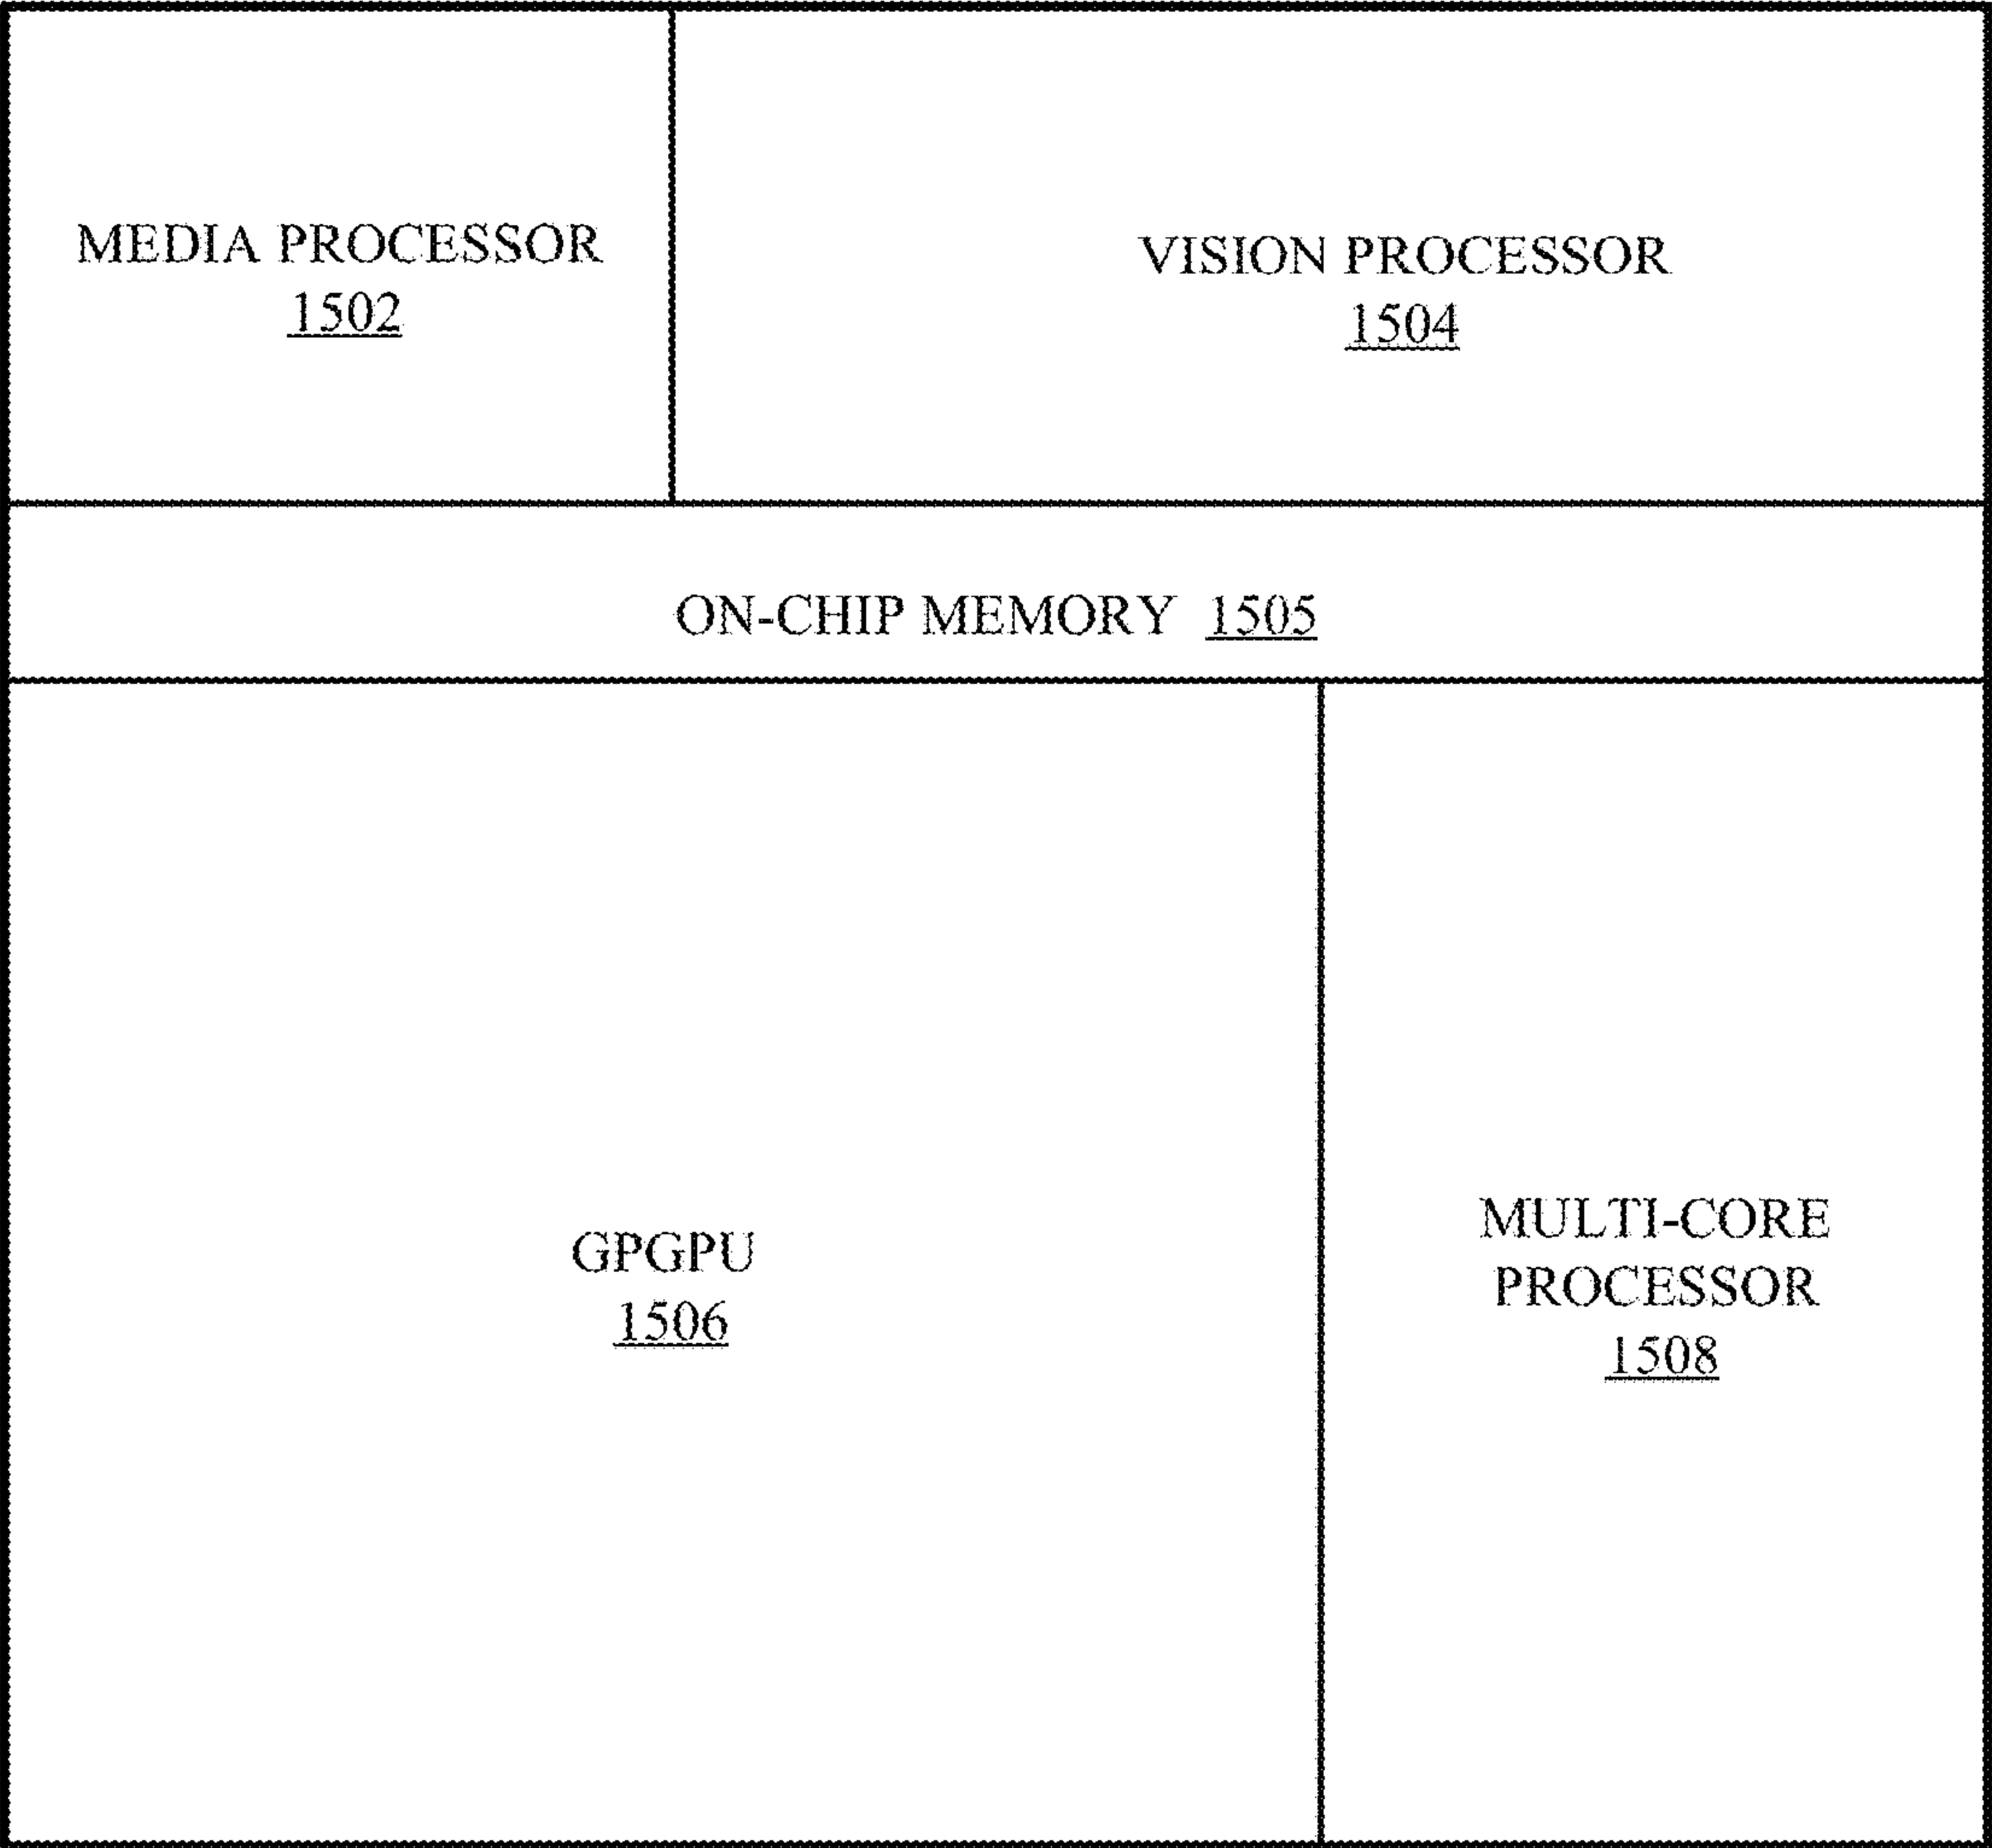 MEDIA PROCESSOR
1502
VISION PROCESSOR
1504
ON-CHIP MEMORY 1505
GPGPU
1506
MULTI-CORE
PROCESSOR
1508